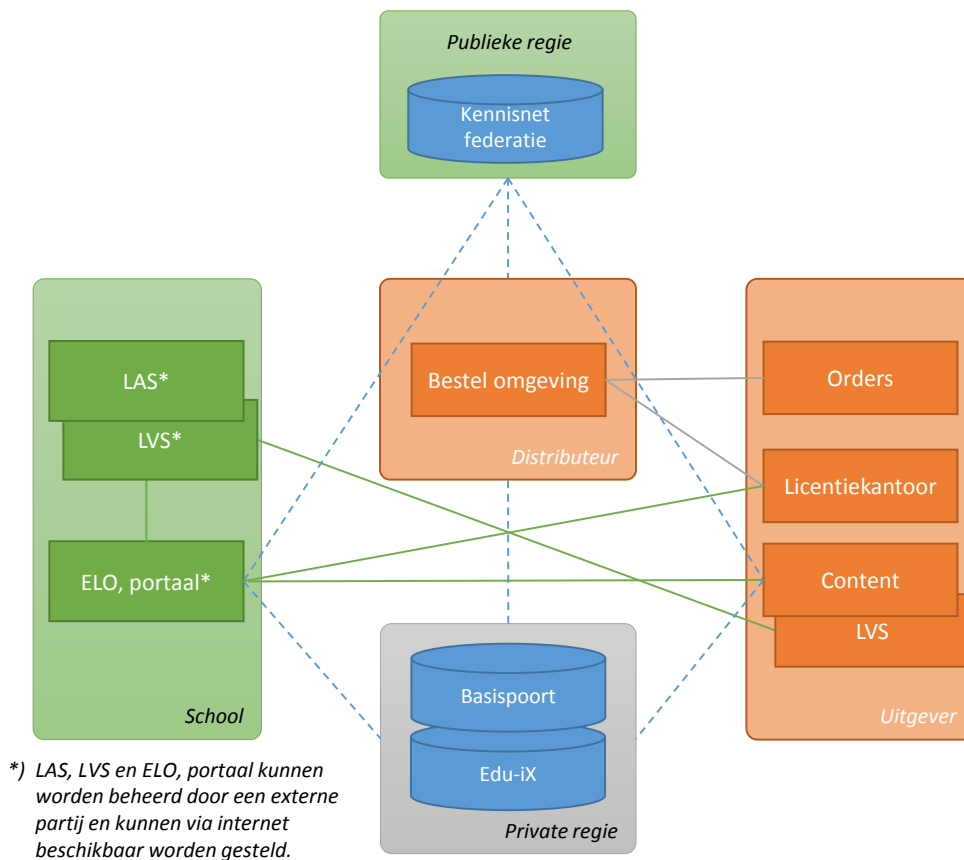 Publieke regie
Kennisnet
federatie
LAS*
LVS*
ELO, portaal*
School
Bestel omgeving
Distributeur
Orders
Licentiekantoor
Content
LVS
Uitgever
Basispoort
Edu-iX
Private regie
*) LAS, LVS en ELO, portaal kunnen
worden beheerd door een externe
partij en kunnen via internet
beschikbaar worden gesteld.